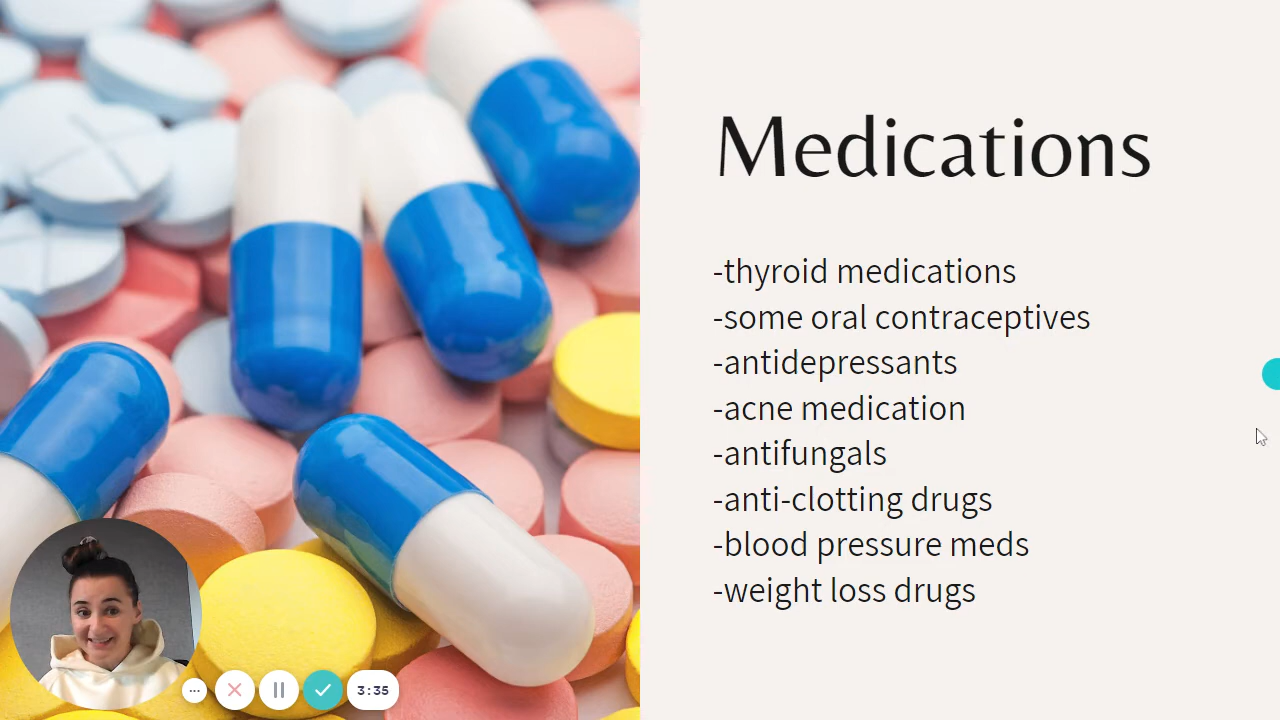 Medications
-thyroid medications
-some oral contraceptives
-antidepressants
-acne medication
-antifungals
-anti-clotting drugs
-blood pressure meds
-weight loss drugs
3:35